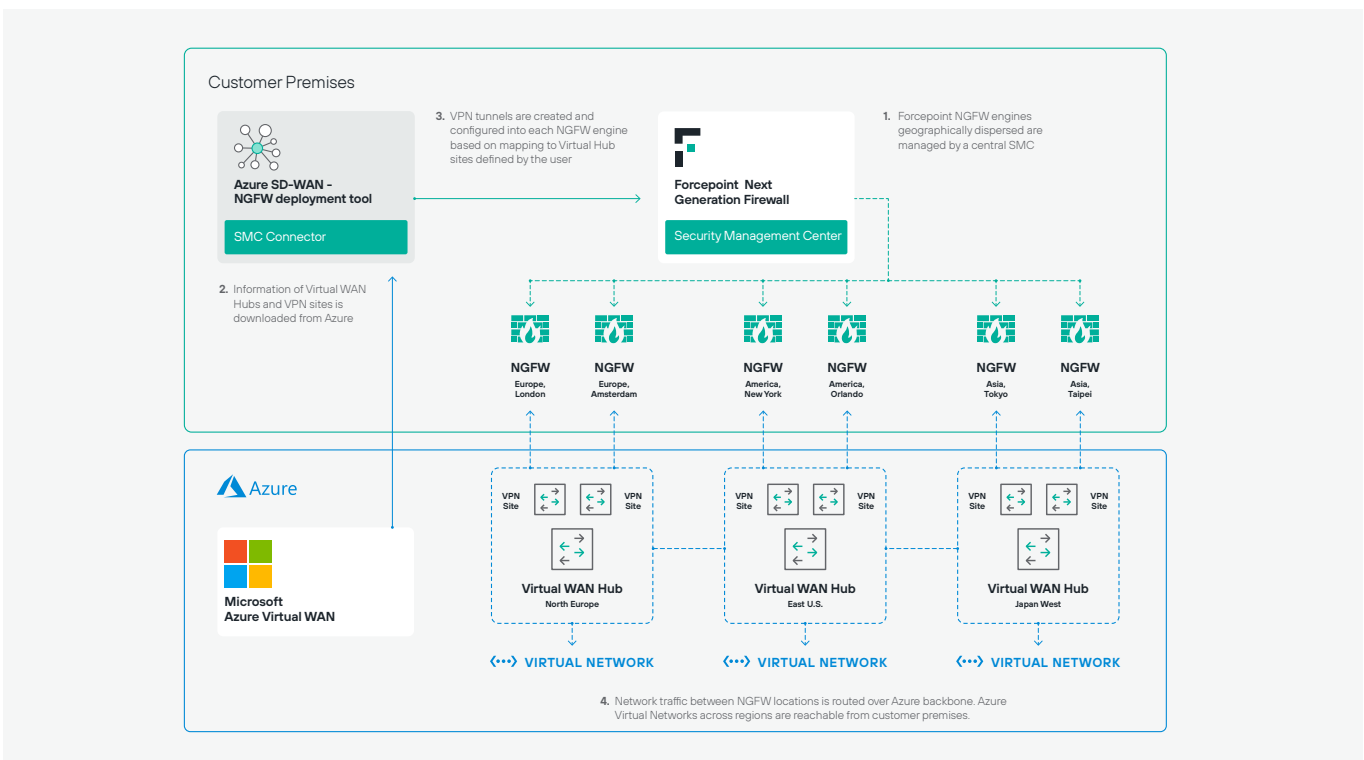 Customer Premises
Azure SD-WAN -
NGFW deployment tool
SMC Connector
3. VPN tunnels are created and
configured into each NGFW engine
based on mapping to Virtual Hub
sites defined by the user
Forcepoint Next
Generation Firewall
Security Management Center
1. Forcepoint NGFW engines
geographically dispersed are
managed by a central SMC
2. Information of Virtual WAN
Hubs and VPN sites is
downloaded from Azure
NGFW
Europe,
London
NGFW
Europe,
Amsterdam
NGFW
America,
New York
NGFW
America,
Orlando
NGFW
Asia,
Tokyo
NGFW
Asia,
Taipei
Azure
Microsoft
Azure Virtual WAN
VPN
Site
VPN
Site
Virtual WAN Hub
North Europe
VIRTUAL NETWORK
VPN
Site
VPN
Site
Virtual WAN Hub
East U.S.
VIRTUAL NETWORK
VPN
Site
VPN
Site
Virtual WAN Hub
Japan West
VIRTUAL NETWORK
4. Network traffic between NGFW locations is routed over Azure backbone. Azure
Virtual Networks across regions are reachable from customer premises.